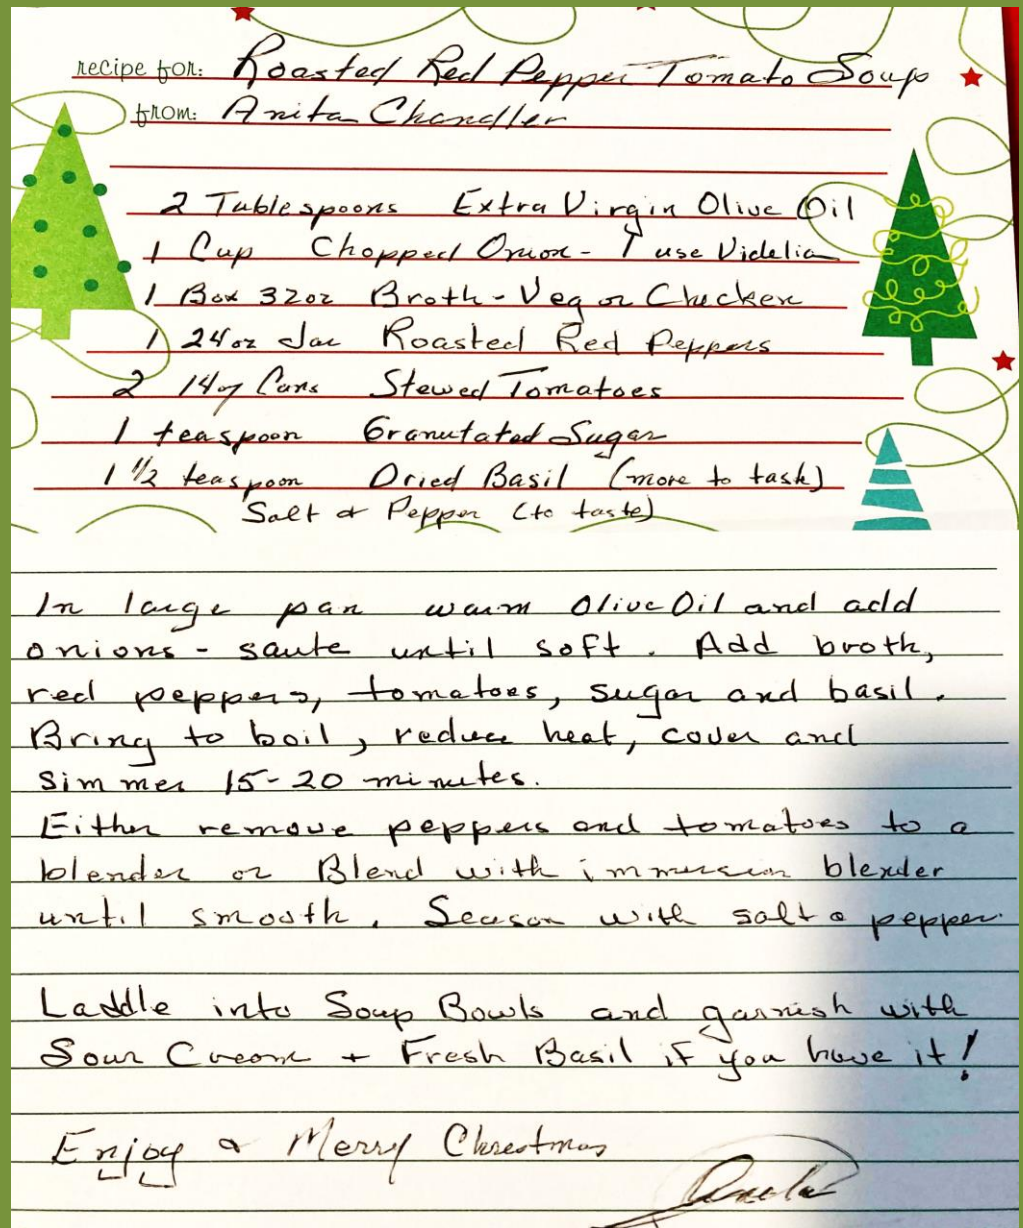 recipe for: Roasted Red Pepper Tomato Soup
from: Anita Chandler
2 Tablespoons Extra Virgin Olive Oil
1 Cup Chopped Onion - I use Videlia
1 Box 32oz Broth - Veg or Chicken
1 24oz Jar Roasted Red Peppers
2 14oz Cans Stewed Tomatoes
1 teaspoon Granutated Sugar
1 1/2 teaspoon Dried Basil (more to taste)
Salt & Pepper (to taste)
In large pan warm Olive Oil and add
onions - saute until soft. Add broth,
red peppers, tomatoes, sugar and basil.
Bring to boil, reduce heat, cover and
simmer 15-20 minutes.
Either remove peppers and tomatoes to a
blender or Blend with immersion blender
until smooth. Season with salt & pepper.
Laddle into Soup Bowls and garnish with
Sour Cream + Fresh Basil if you have it!
Enjoy & Merry Christmas